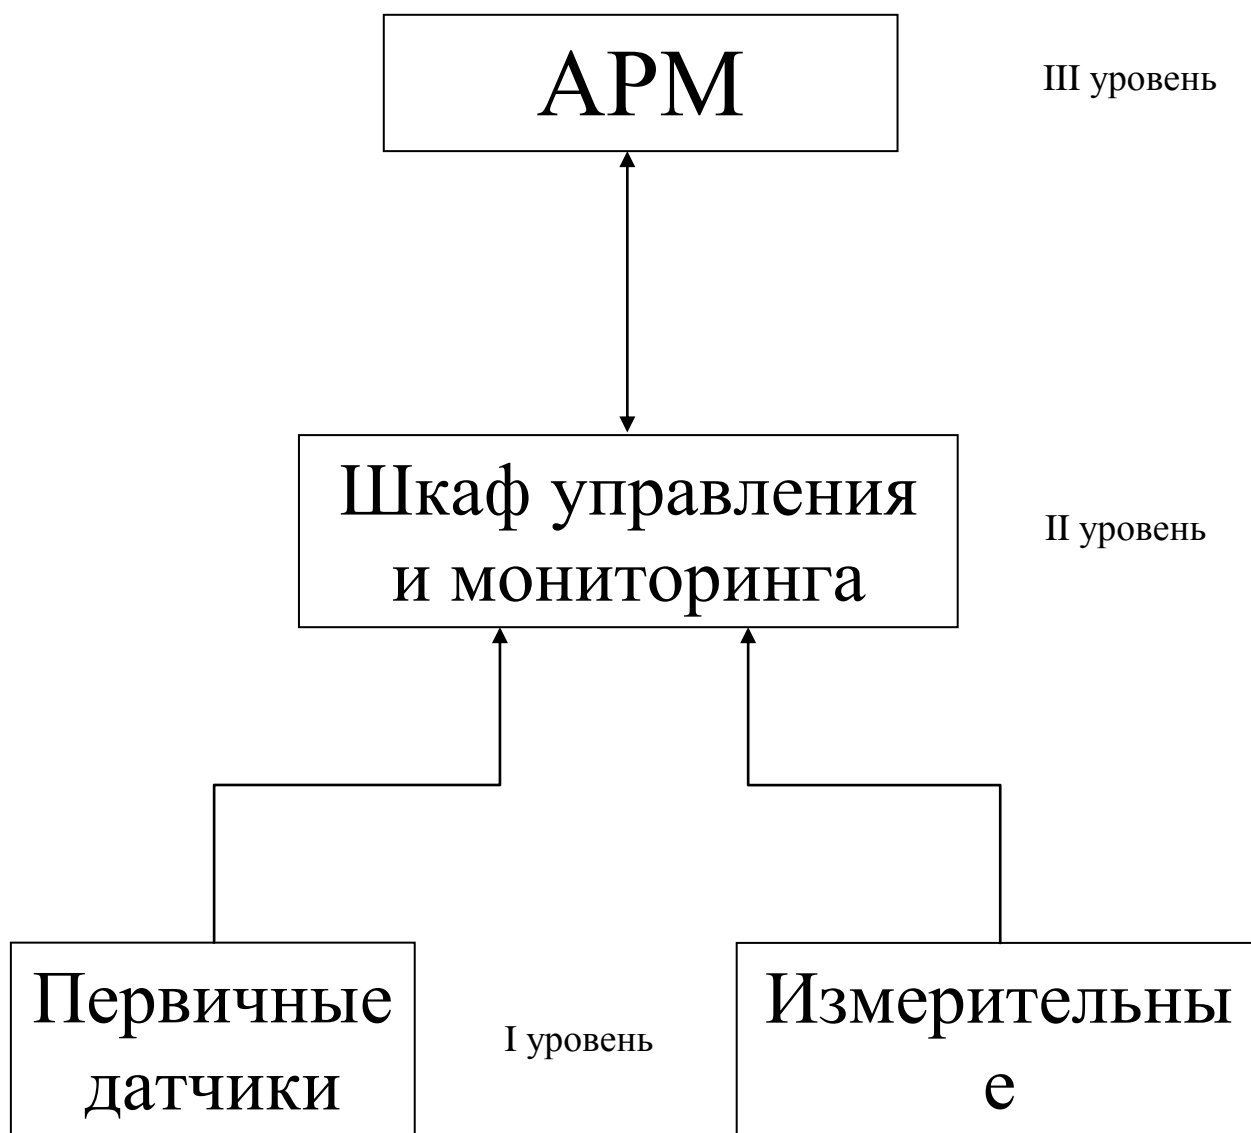 АРМ
III уровень
Шкаф управления
и мониторинга
II уровень
Первичные
датчики
I уровень
Измерительны
е